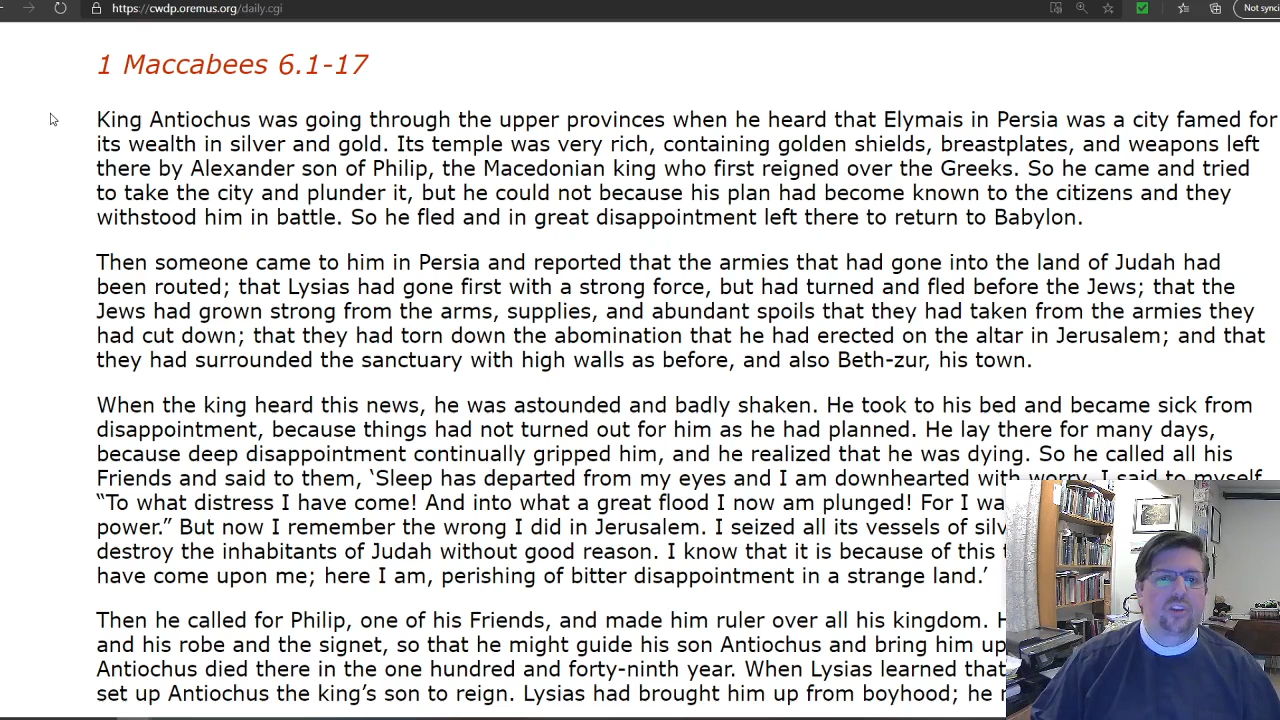 https://cwdp.oremus.org/daily.cgi
Not synci
1 Maccabees 6.1-17
King Antiochus was going through the upper provinces when he heard that Elymais in Persia was a city famed for
its wealth in silver and gold. Its temple was very rich, containing golden shields, breastplates, and weapons left
there by Alexander son of Philip, the Macedonian king who first reigned over the Greeks. So he came and tried
to take the city and plunder it, but he could not because his plan had become known to the citizens and they
withstood him in battle. So he fled and in great disappointment left there to return to Babylon.
Then someone came to him in Persia and reported that the armies that had gone into the land of Judah had
been routed; that Lysias had gone first with a strong force, but had turned and fled before the Jews; that the
Jews had grown strong from the arms, supplies, and abundant spoils that they had taken from the armies they
had cut down; that they had torn down the abomination that he had erected on the altar in Jerusalem; and that
they had surrounded the sanctuary with high walls as before, and also Beth-zur, his town.
When the king heard this news, he was astounded and badly shaken. He took to his bed and became sick from
disappointment, because things had not turned out for him as he had planned. He lay there for many days,
because deep disappointment continually gripped him, and he realized that he was dying. So he called all his
Friends and said to them, ‘Sleep has departed from my eyes and I am downhearted with worry. I said to myself,
“To what distress I have come! And into what a great flood I now am plunged! For I wa
power.” But now I remember the wrong I did in Jerusalem. I seized all its vessels of silv
destroy the inhabitants of Judah without good reason. I know that it is because of this t
have come upon me; here I am, perishing of bitter disappointment in a strange land.’
Then he called for Philip, one of his Friends, and made him ruler over all his kingdom. H
and his robe and the signet, so that he might guide his son Antiochus and bring him up
Antiochus died there in the one hundred and forty-ninth year. When Lysias learned that
set up Antiochus the king’s son to reign. Lysias had brought him up from boyhood; he